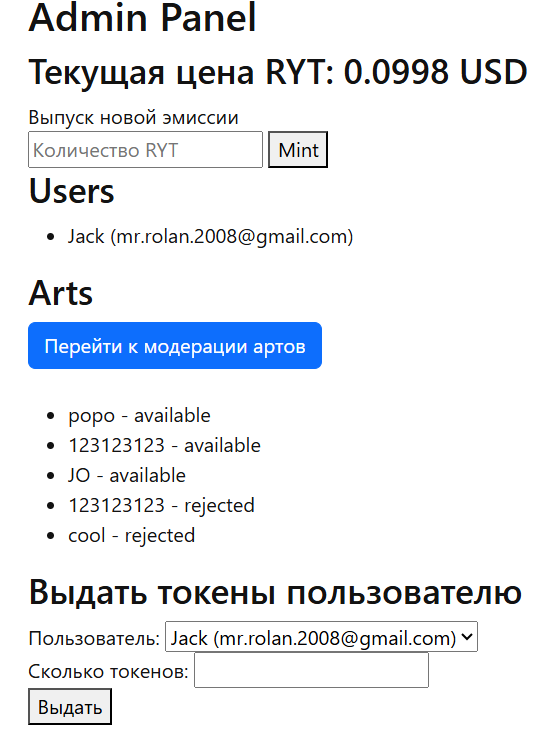 Admin Panel
Текущая цена RYT: 0.0998 USD
Выпуск новой эмиссии
Количество RYT Mint
Users
Jack (mr.rolan.2008@gmail.com)
Arts
Перейти к модерации артов
popo - available
123123123 - available
JO - available
123123123 - rejected
cool - rejected
Выдать токены пользователю
Пользователь: Jack (mr.rolan.2008@gmail.com)
Сколько токенов:
Выдать